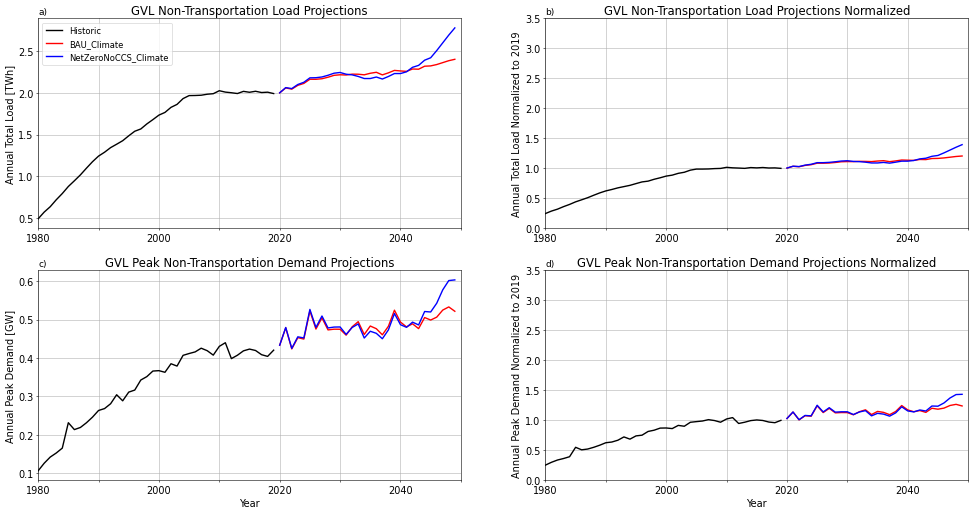 a)
GVL Non-Transportation Load Projections
Annual Total Load [TWh]
2.5
2.0
1.5
1.0
0.5
Historic
BAU_Climate
NetZeroNoCCS_Climate
1980
2000
2020
2040
b)
GVL Non-Transportation Load Projections Normalized
Annual Total Load Normalized to 2019
3.5
3.0
2.5
2.0
1.5
1.0
0.5
0.0
1980
2000
2020
2040
c)
GVL Peak Non-Transportation Demand Projections
Annual Peak Demand [GW]
0.6
0.5
0.4
0.3
0.2
0.1
1980
2000
2020
2040
Year
d)
GVL Peak Non-Transportation Demand Projections Normalized
Annual Peak Demand Normalized to 2019
3.5
3.0
2.5
2.0
1.5
1.0
0.5
0.0
1980
2000
2020
2040
Year